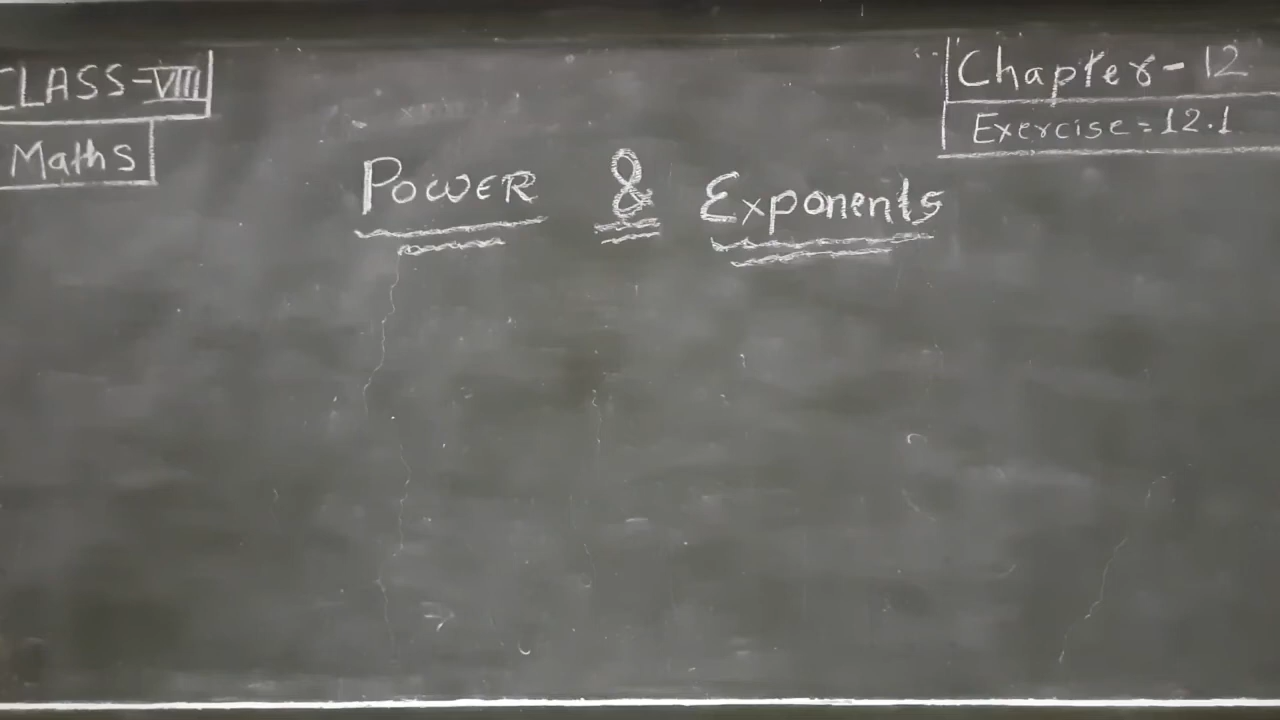 CLASS-VIII
Maths
Chapter-12
Exercise=12.1
POWER & Exponents